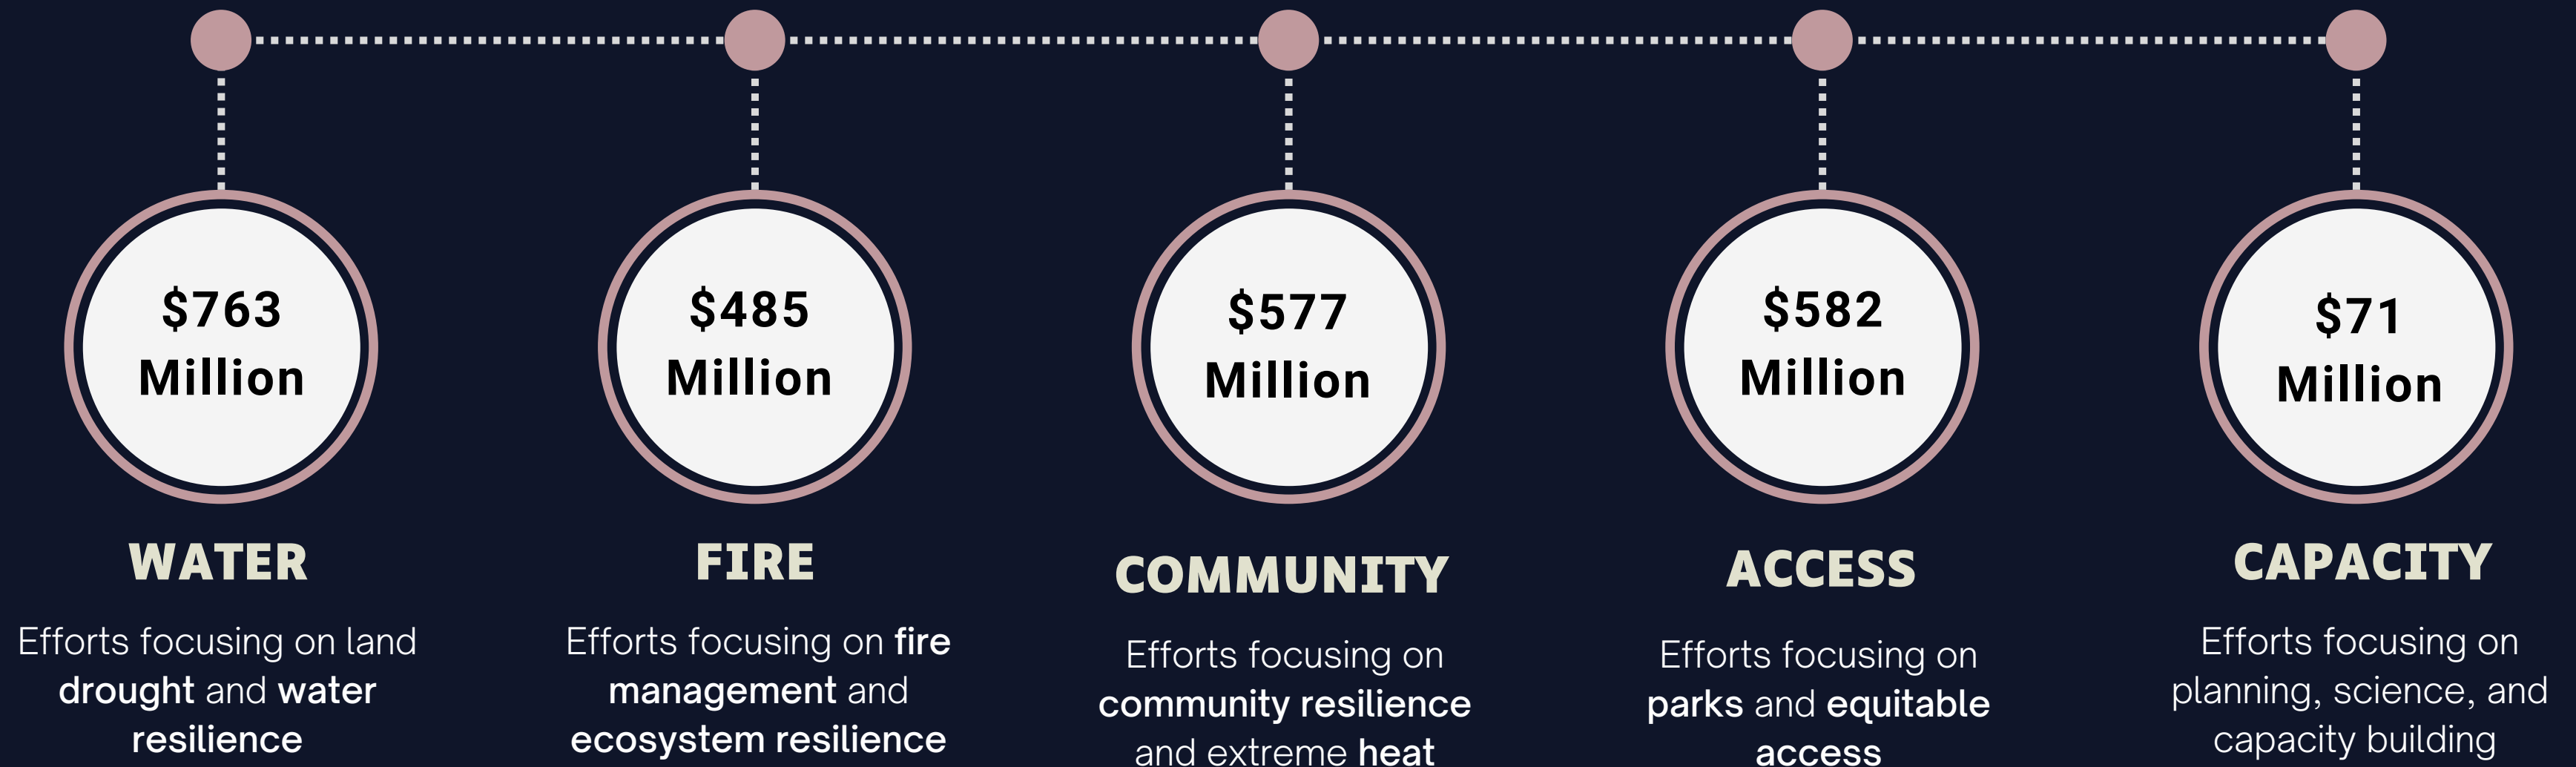 $763
Million
WATER
Efforts focusing on land
drought and water
resilience
$485
Million
FIRE
Efforts focusing on fire
management and
ecosystem resilience
$577
Million
COMMUNITY
Efforts focusing on
community resilience
and extreme heat
$582
Million
ACCESS
Efforts focusing on
parks and equitable
access
$71
Million
CAPACITY
Efforts focusing on
planning, science, and
capacity building